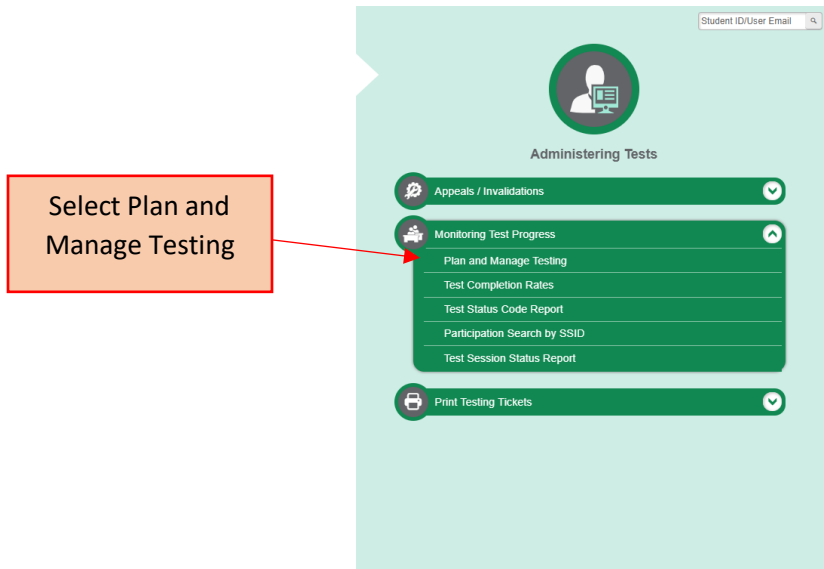 Student ID/User Email
Administering Tests
Appeals / Invalidations
Select Plan and
Manage Testing
Monitoring Test Progress
Plan and Manage Testing
Test Completion Rates
Test Status Code Report
Participation Search by SSID
Test Session Status Report
Print Testing Tickets